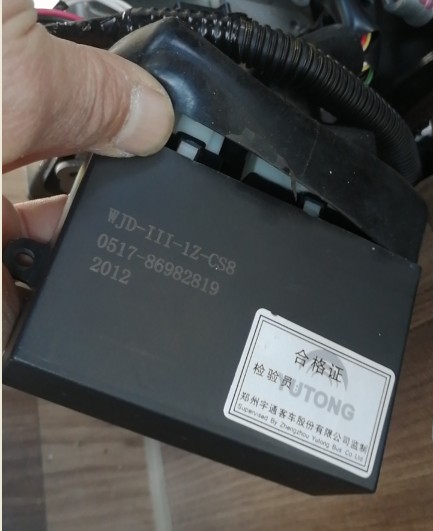 WJD-III-1Z-CS8
0517-86982819
2012
合格证
检验员
YUTONG
郑州宇通客车股份有限公司监制
Supervised By Zhengzhou Yutong Bus Co.Ltd